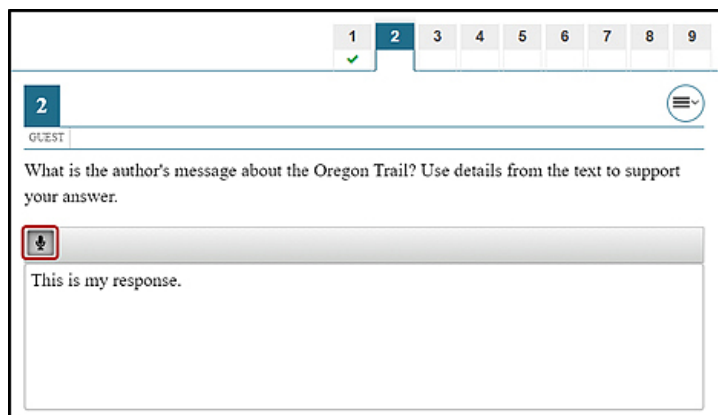 1 2 3 4 5 6 7 8 9
2
GUEST
What is the author's message about the Oregon Trail? Use details from the text to support
your answer.
This is my response.